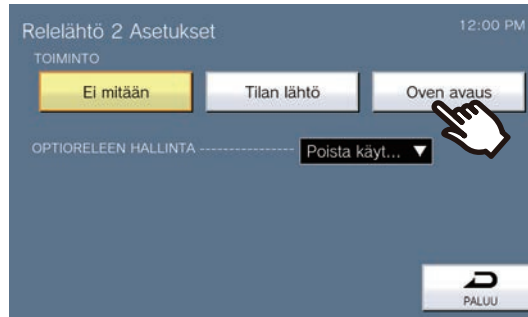 Relelähtö 2 Asetukset
12:00 PM
TOIMINTO
Ei mitään
Tilan lähtö
Oven avaus
OPTIORELEEN HALLINTA ---------------- Poista käyt... ▼
PALUU